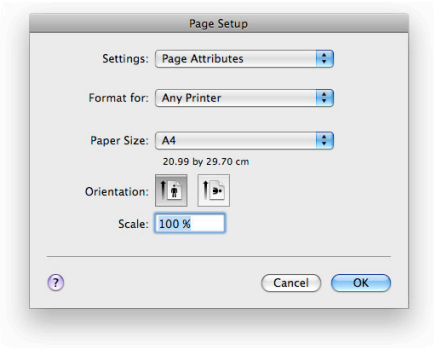 Page Setup
Settings: Page Attributes
Format for: Any Printer
Paper Size: A4
20.99 by 29.70 cm
Orientation:
Scale: 100 %
? Cancel OK